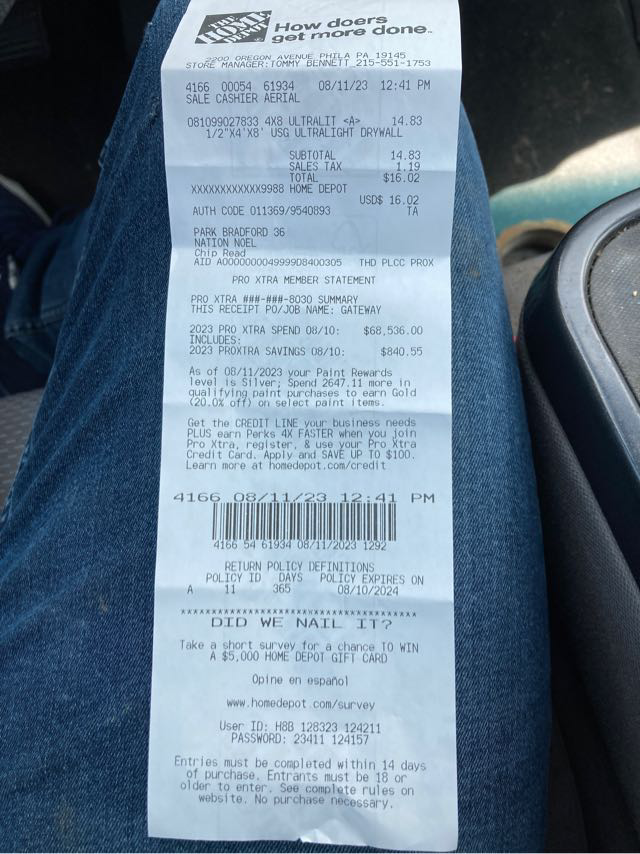 THE HOME DEPOT
How doers
get more done™
2200 OREGON AVENUE PHILA PA 19145
STORE MANAGER:TOMMY BENNETT 215-551-1753
4166 00054 61934 08/11/23 12:41 PM
SALE CASHIER AERIAL
081099027833 4X8 ULTRALIT <A> 14.83
1/2"X4'X8' USG ULTRALIGHT DRYWALL
SUBTOTAL 14.83
SALES TAX 1.19
TOTAL $16.02
XXXXXXXXXXXX9988 HOME DEPOT
USD$ 16.02
AUTH CODE 011369/9540893 TA
PARK BRADFORD 36
NATION NOEL
Chip Read
AID A0000000049999D8400305 THD PLCC PROX
PRO XTRA MEMBER STATEMENT
PRO XTRA ###-###-8030 SUMMARY
THIS RECEIPT PO/JOB NAME: GATEWAY
2023 PRO XTRA SPEND 08/10: $68,536.00
INCLUDES:
2023 PROXTRA SAVINGS 08/10: $840.55
As of 08/11/2023 your Paint Rewards
level is Silver; Spend 2647.11 more in
qualifying paint purchases to earn Gold
(20.0% off) on select paint items.
Get the CREDIT LINE your business needs
PLUS earn Perks 4X FASTER when you join
Pro Xtra, register, & use your Pro Xtra
Credit Card. Apply and SAVE UP TO $100.
Learn more at homedepot.com/credit
4166 08/11/23 12:41 PM
4166 54 61934 08/11/2023 1292
RETURN POLICY DEFINITIONS
POLICY ID DAYS POLICY EXPIRES ON
A 11 365 08/10/2024
****************************************
DID WE NAIL IT?
Take a short survey for a chance TO WIN
A $5,000 HOME DEPOT GIFT CARD
Opine en español
www.homedepot.com/survey
User ID: H8B 128323 124211
PASSWORD: 23411 124157
Entries must be completed within 14 days
of purchase. Entrants must be 18 or
older to enter. See complete rules on
website. No purchase necessary.